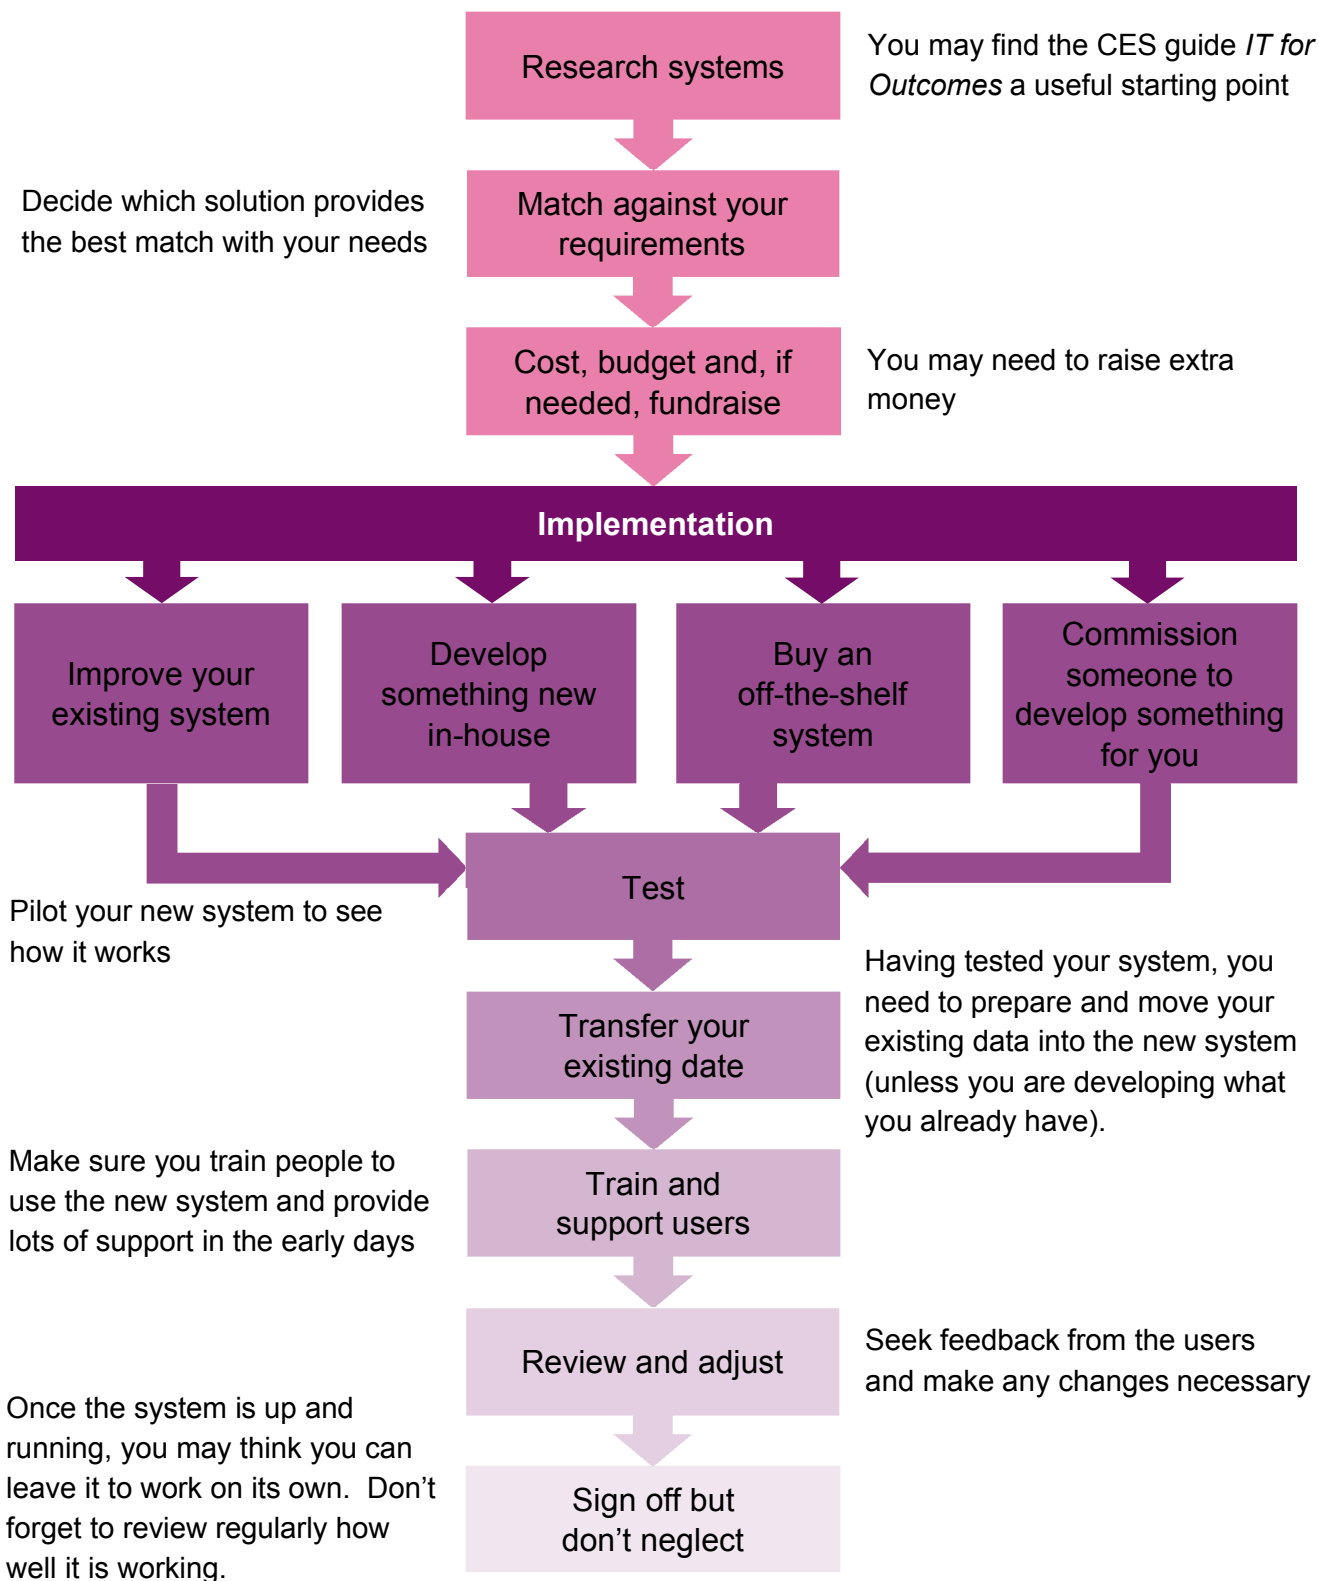 Research systems
You may find the CES guide IT for
Outcomes a useful starting point
Decide which solution provides
the best match with your needs
Match against your
requirements
Cost, budget and, if
needed, fundraise
You may need to raise extra
money
Implementation
Improve your
existing system
Develop
something new
in-house
Buy an
off-the-shelf
system
Commission
someone to
develop something
for you
Test
Pilot your new system to see
how it works
Having tested your system, you
need to prepare and move your
existing data into the new system
(unless you are developing what
you already have).
Transfer your
existing date
Make sure you train people to
use the new system and provide
lots of support in the early days
Train and
support users
Review and adjust
Seek feedback from the users
and make any changes necessary
Once the system is up and
running, you may think you can
leave it to work on its own.  Don’t
forget to review regularly how
well it is working.
Sign off but
don’t neglect